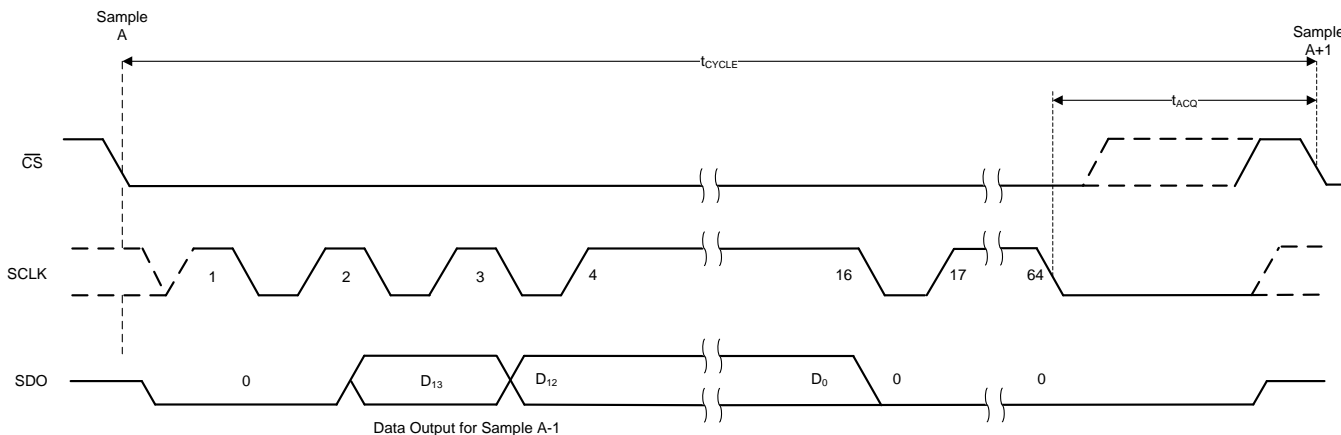 Sample
A
Sample
A+1
tCYCLE
tACQ
CS
SCLK
1
2
3
4
16
17
64
SDO
0
D13
D12
D0
0
0
Data Output for Sample A-1